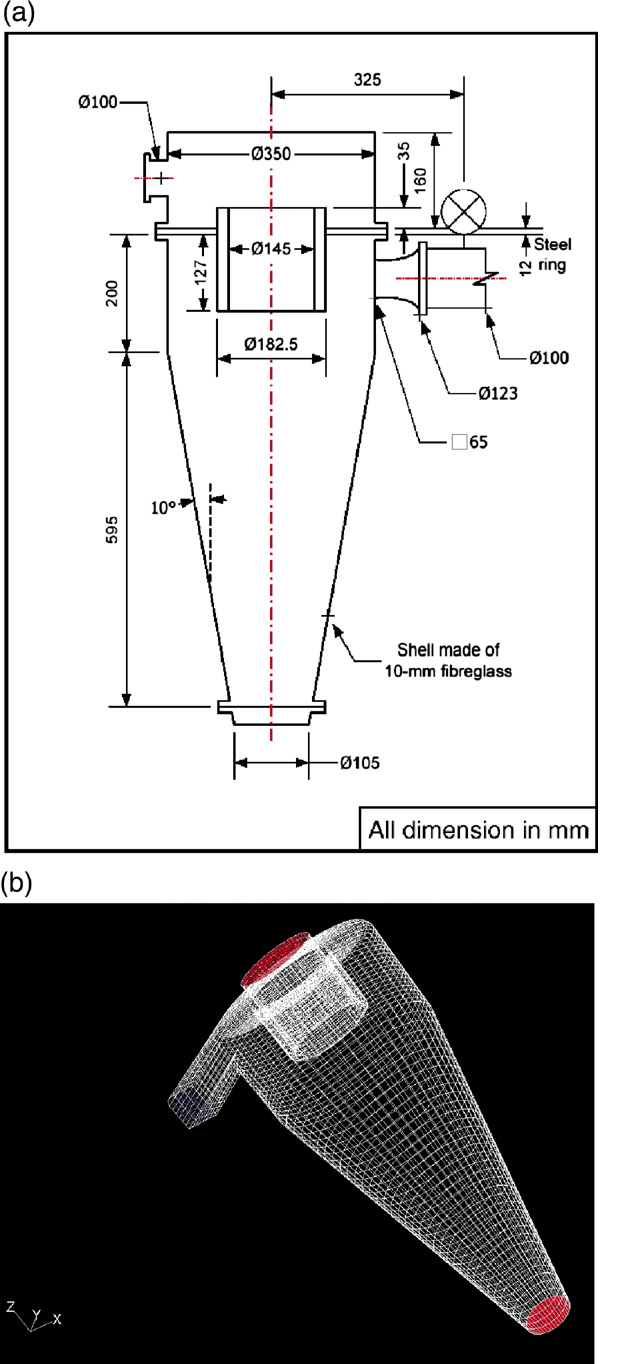 (a)
325
Ø100
Ø350
35
160
Ø145
127
12
Steel
ring
200
Ø182.5
Ø100
Ø123
□65
10°
595
Shell made of
10-mm fibreglass
Ø105
All dimension in mm
(b)
Z
Y
X